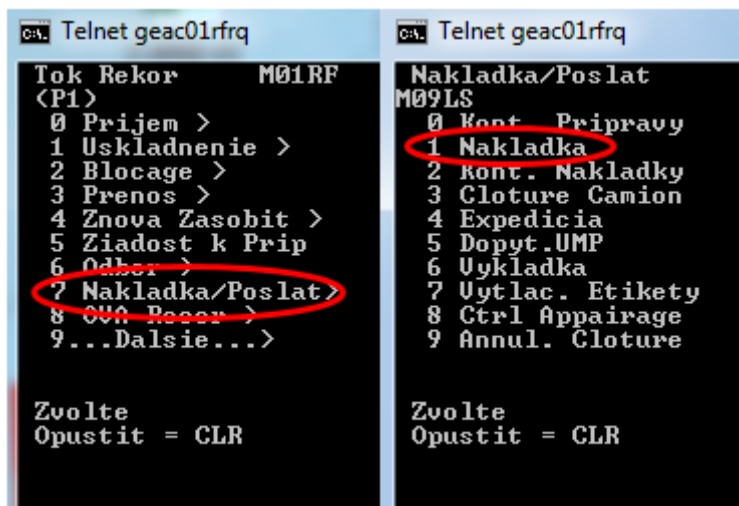 Telnet geac01rfrq
Tok Rekor M01RF
(P1)
0 Prijem >
1 Uskladnenie >
2 Blocage >
3 Prenos >
4 Znova Zasobit >
5 Ziadost k Prip
6 Odber >
7 Nakladka/Poslat>
8 Recor >
9...Dalsie...>
Zvolte
Opustit = CLR
Telnet geac01rfrq
Nakladka/Poslat
M09LS
0 Kont. Pripravy
1 Nakladka
2 Kont. Nakladky
3 Cloture Camion
4 Expedicia
5 Dopyt.UMP
6 Vykladka
7 Vytlac. Etikety
8 Ctrl Appairage
9 Annul. Cloture
Zvolte
Opustit = CLR